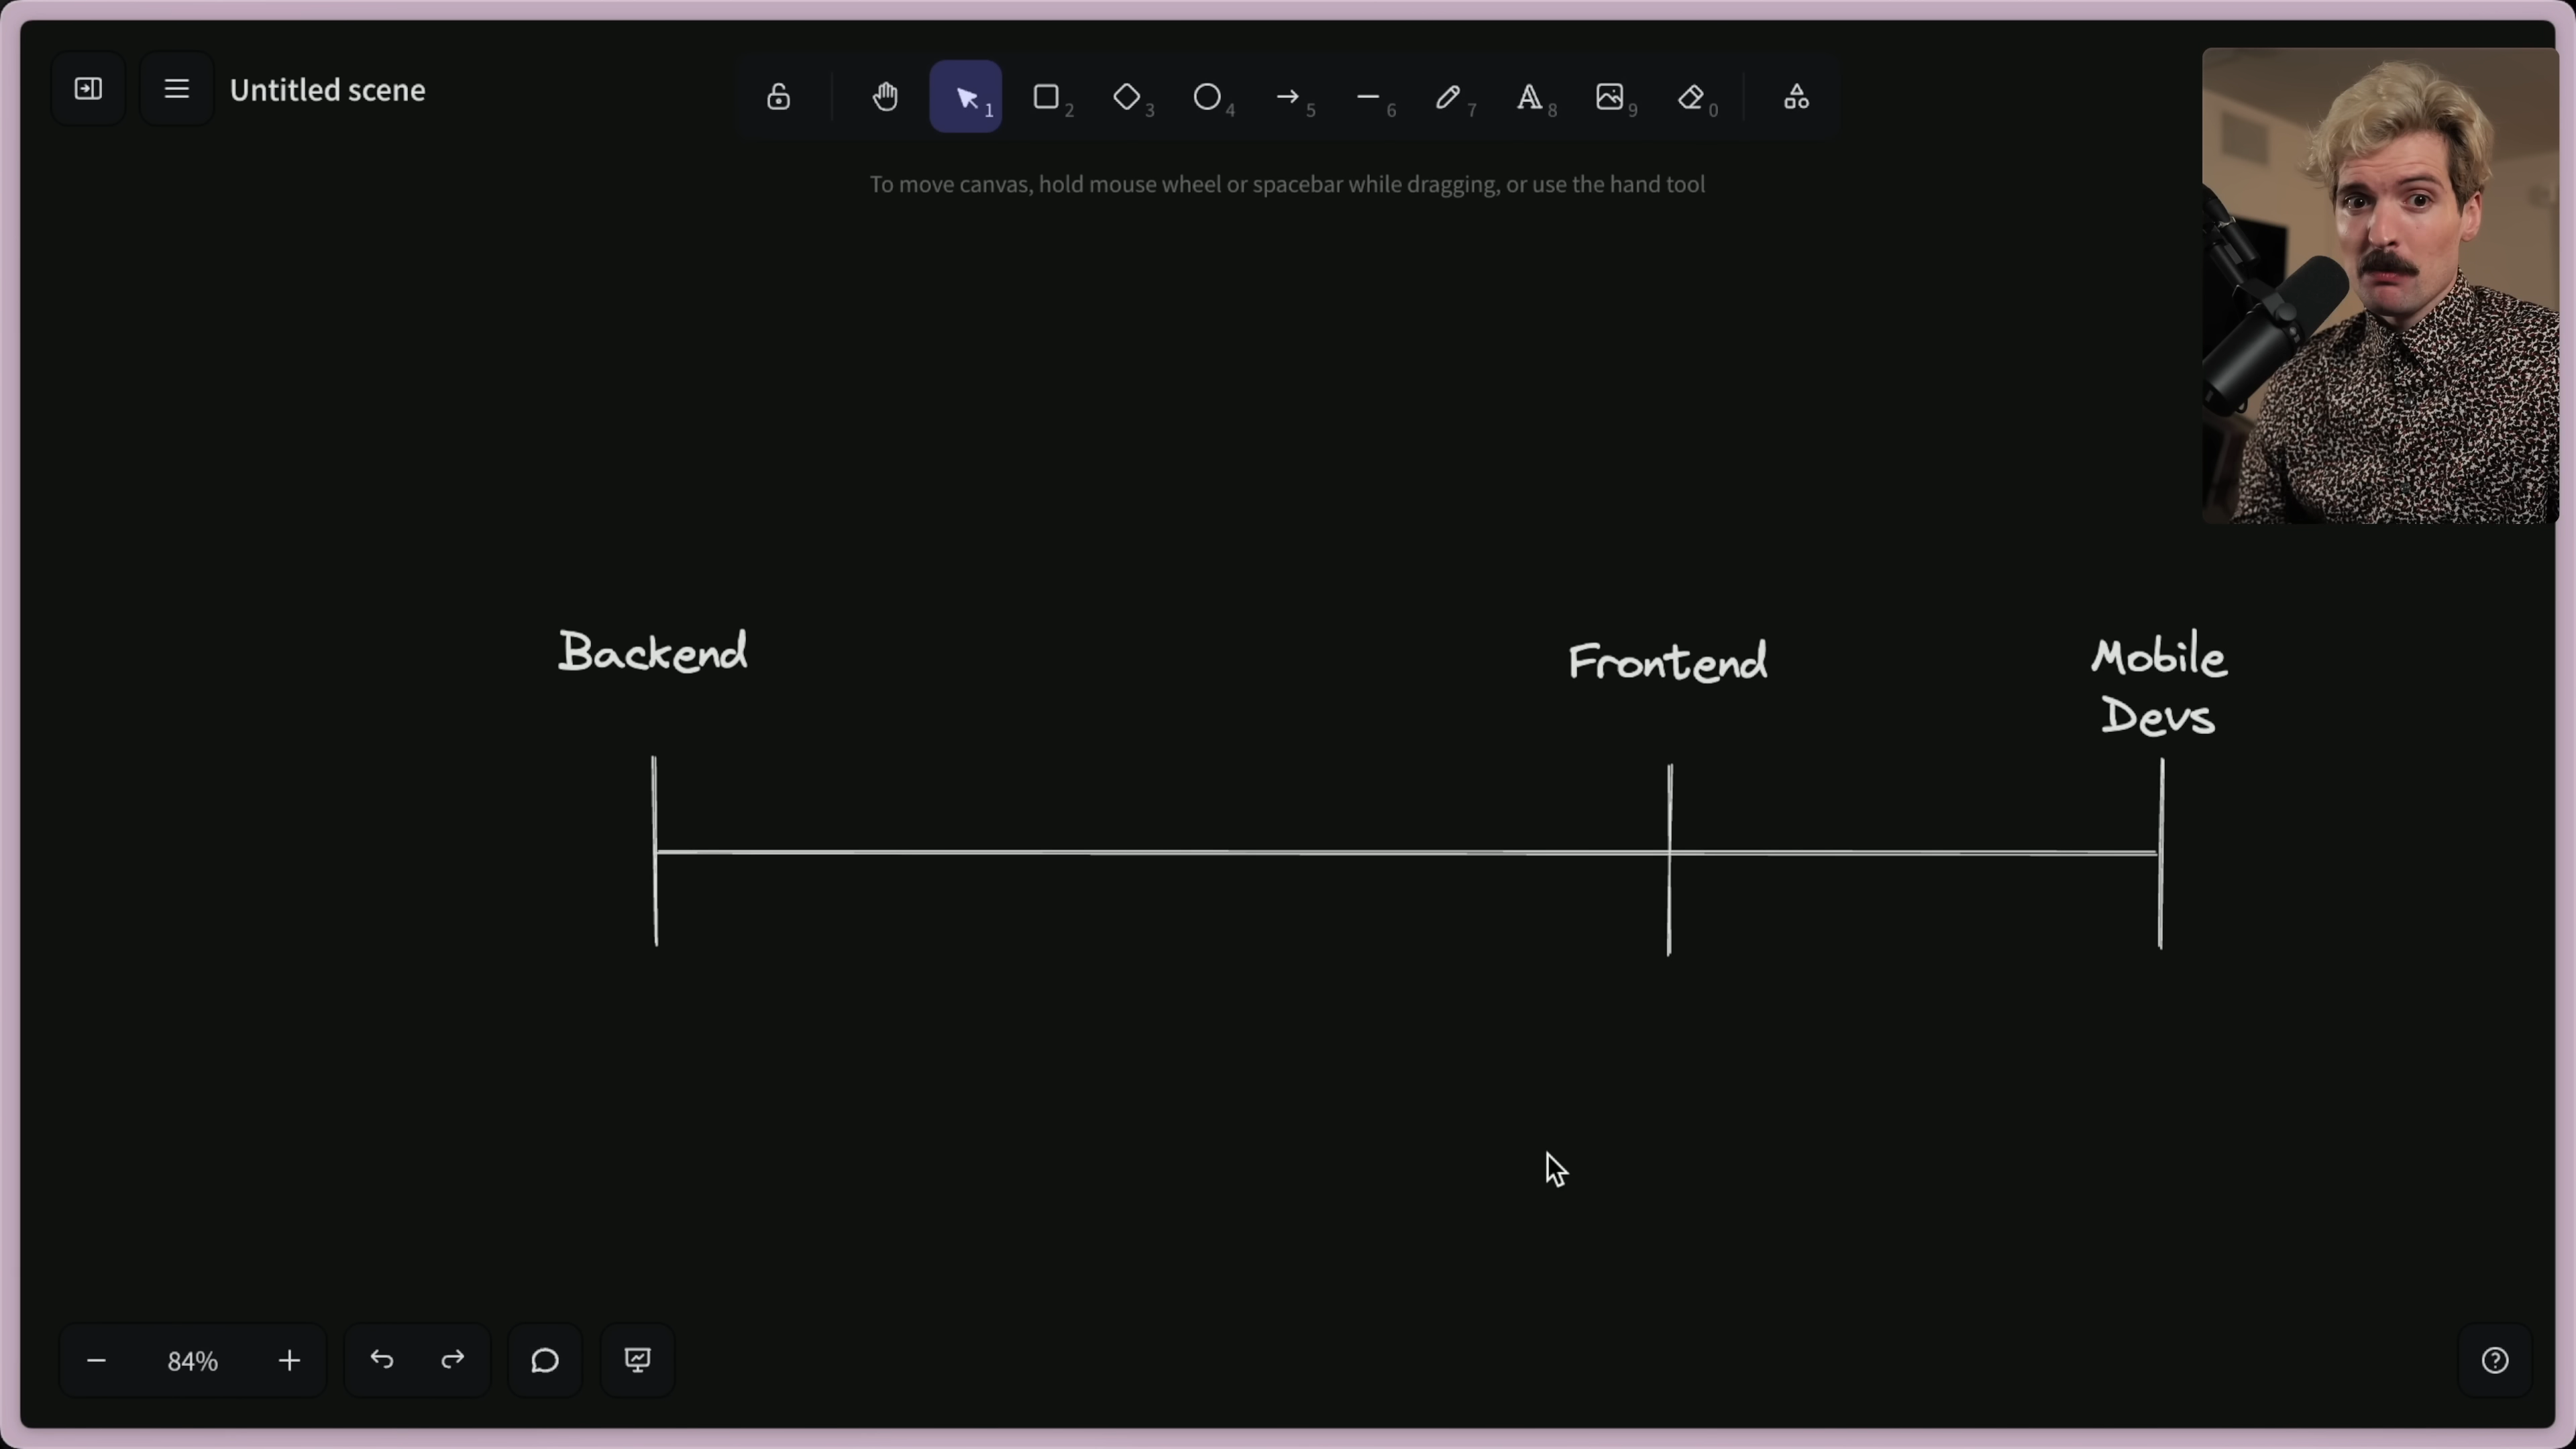 Untitled scene
1 2 3 4 5 6 7 8 9 0
To move canvas, hold mouse wheel or spacebar while dragging, or use the hand tool
Backend
Frontend
Mobile
Devs
84%